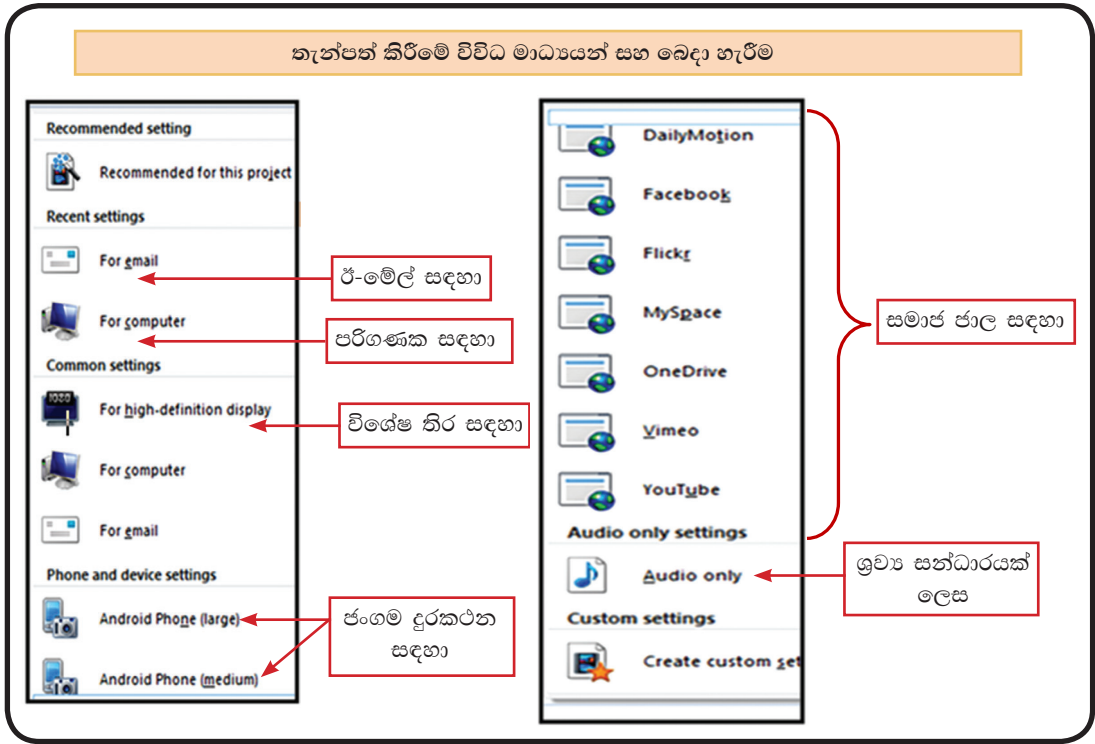 තැන්පත් කිරීමේ විවිධ මාධ්‍යයන් සහ බෙදා හැරීම
Recommended setting
Recommended for this project
Recent settings
For email
For computer
Common settings
For high-definition display
For computer
For email
Phone and device settings
Android Phone (large)
Android Phone (medium)
ඊ-මේල් සඳහා
පරිගණක සඳහා
විශේෂ තිර සඳහා
ජංගම දුරකථන
සඳහා
DailyMotion
Facebook
Flickr
MySpace
OneDrive
Vimeo
YouTube
Audio only settings
Audio only
Custom settings
Create custom set
සමාජ ජාල සඳහා
ශ්‍රව්‍ය සන්ධාරයක්
ලෙස